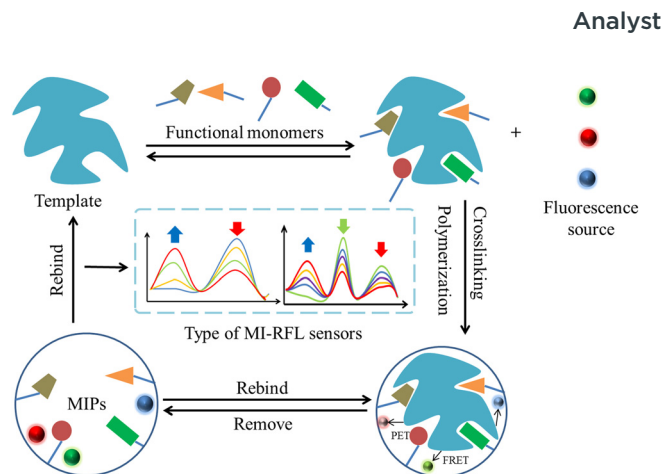 Analyst
Functional monomers
+
Template
Fluorescence
source
Rebind
Crosslinking
Polymerization
Type of MI-RFL sensors
MIPs
Rebind
Remove
PET
FRET